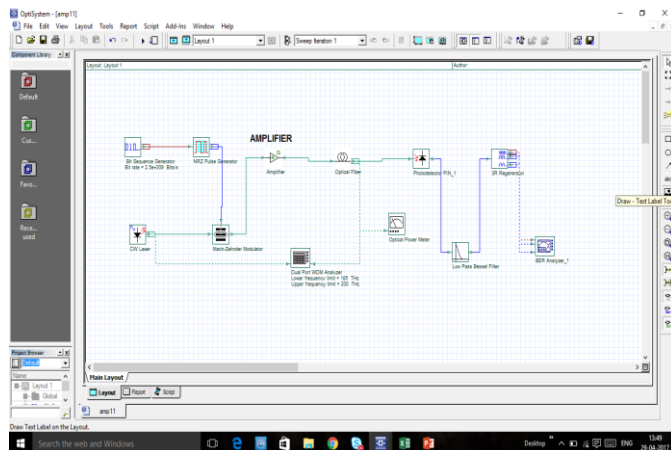 OptiSystem - [amp11]
File Edit View Layout Tools Report Script Add-Ins Window Help
Layout 1
Sweep Iteration 1
Component Library
Default
Cus...
Favo...
Rece...
used
Layout: Layout 1
Author:
AMPLIFIER
Bit Sequence Generator
Bit rate = 2.5e+009 Bits/s
NRZ Pulse Generator
Amplifier
Optical Fiber
Photodetector PIN_1
3R Regenerator
Draw - Text Label To
CW Laser
Mach-Zehnder Modulator
Optical Power Meter
Dual Port WDM Analyzer
Lower frequency limit = 185 THz
Upper frequency limit = 200 THz
Low Pass Bessel Filter
BER Analyzer_1
Project Browser
Default
Name
Layout 1
Global
Main Layout
Layout Report Script
amp11
Draw Text Label on the Layout.
Search the web and Windows
Desktop
ENG
13:49
29-04-2017